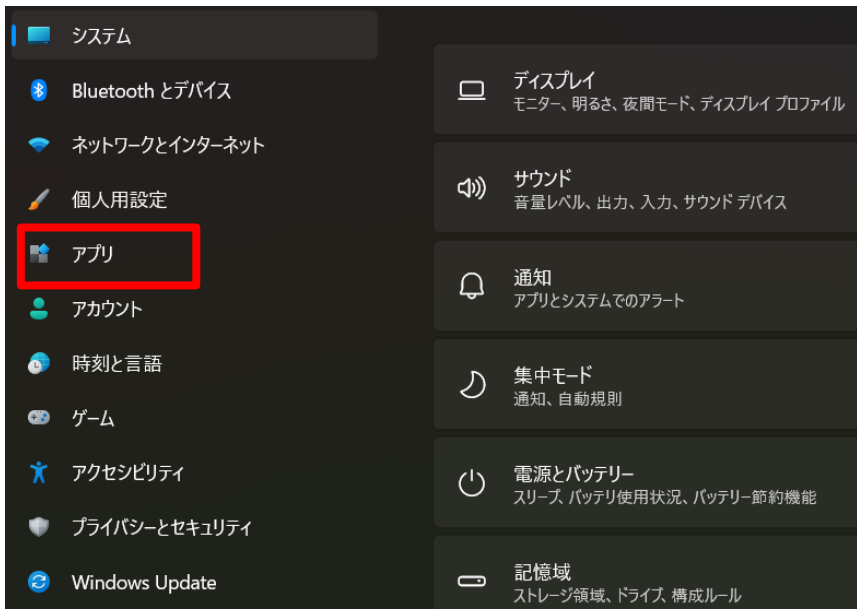 システム
Bluetooth とデバイス
ネットワークとインターネット
個人用設定
アプリ
アカウント
時刻と言語
ゲーム
アクセシビリティ
プライバシーとセキュリティ
Windows Update
ディスプレイ
モニター、明るさ、夜間モード、ディスプレイ プロファイル
サウンド
音量レベル、出力、入力、サウンド デバイス
通知
アプリとシステムでのアラート
集中モード
通知、自動規則
電源とバッテリー
スリープ、バッテリ使用状況、バッテリー節約機能
記憶域
ストレージ領域、ドライブ、構成ルール